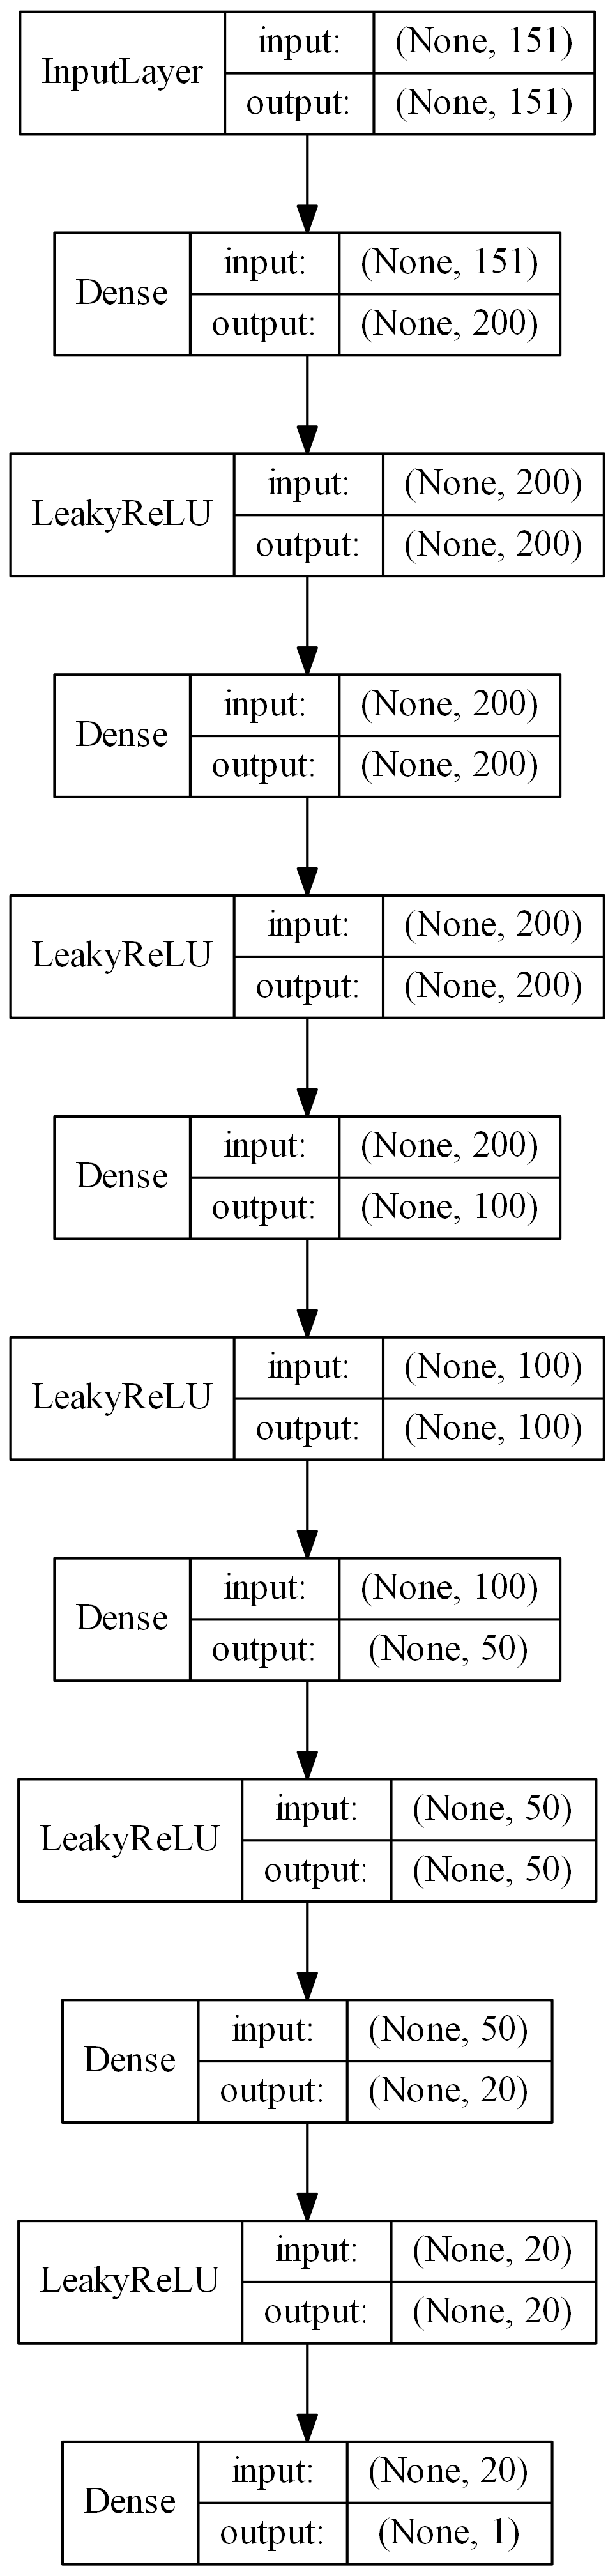 InputLayer
input: (None, 151)
output: (None, 151)
Dense
input: (None, 151)
output: (None, 200)
LeakyReLU
input: (None, 200)
output: (None, 200)
Dense
input: (None, 200)
output: (None, 200)
LeakyReLU
input: (None, 200)
output: (None, 200)
Dense
input: (None, 200)
output: (None, 100)
LeakyReLU
input: (None, 100)
output: (None, 100)
Dense
input: (None, 100)
output: (None, 50)
LeakyReLU
input: (None, 50)
output: (None, 50)
Dense
input: (None, 50)
output: (None, 20)
LeakyReLU
input: (None, 20)
output: (None, 20)
Dense
input: (None, 20)
output: (None, 1)